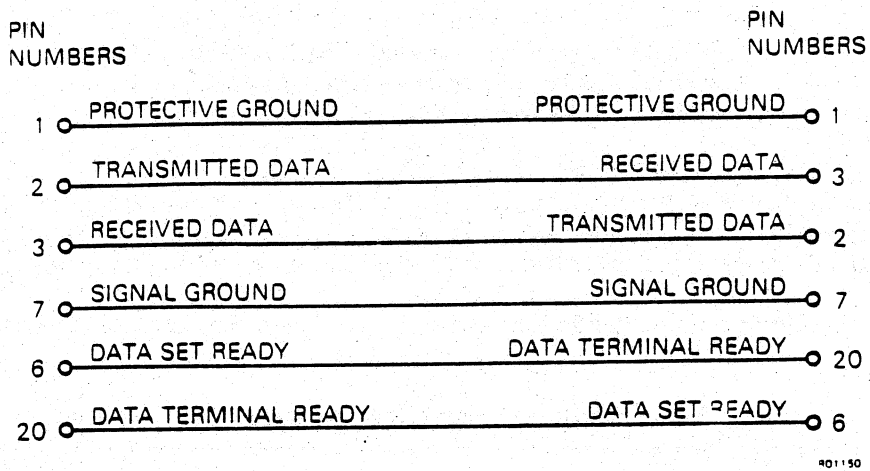 PIN NUMBERS
PIN NUMBERS
1 PROTECTIVE GROUND PROTECTIVE GROUND 1
2 TRANSMITTED DATA RECEIVED DATA 3
3 RECEIVED DATA TRANSMITTED DATA 2
7 SIGNAL GROUND SIGNAL GROUND 7
6 DATA SET READY DATA TERMINAL READY 20
20 DATA TERMINAL READY DATA SET READY 6
R01150